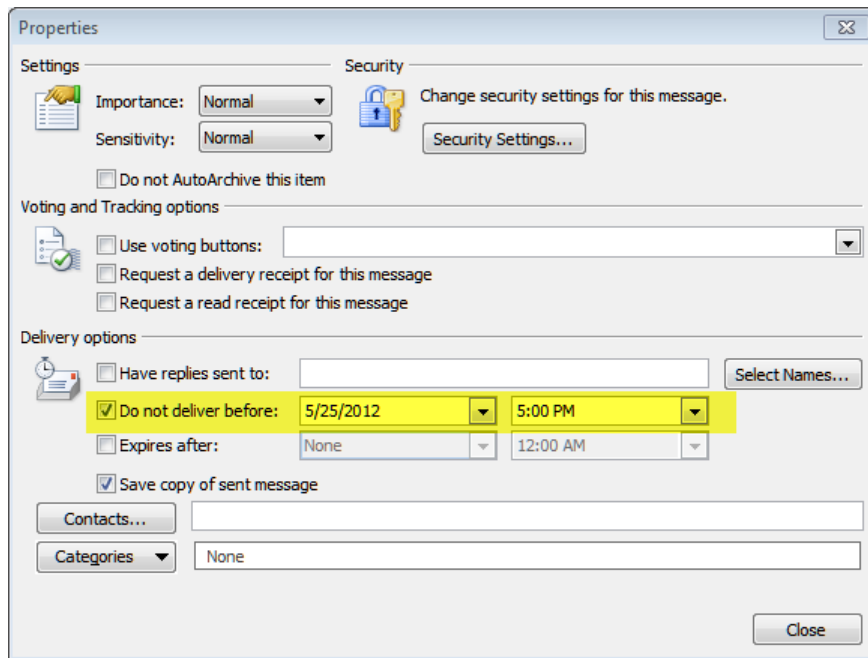 Properties
Settings
Security
Importance: Normal
Change security settings for this message.
Sensitivity: Normal
Security Settings...
Do not AutoArchive this item
Voting and Tracking options
Use voting buttons:
Request a delivery receipt for this message
Request a read receipt for this message
Delivery options
Have replies sent to: Select Names...
Do not deliver before: 5/25/2012 5:00 PM
Expires after: None 12:00 AM
Save copy of sent message
Contacts...
Categories None
Close